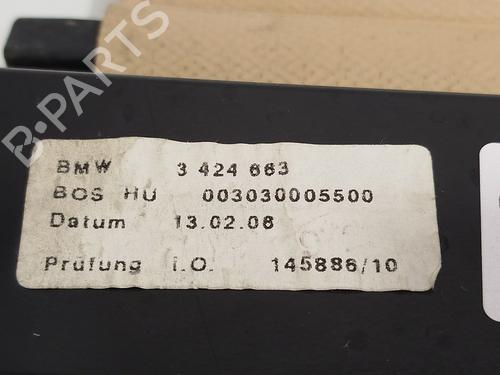 B-PARTS
BMW 3 424 663
BOS HU 003030005500
Datum 13.02.08
Prüfung i.O. 145886/10